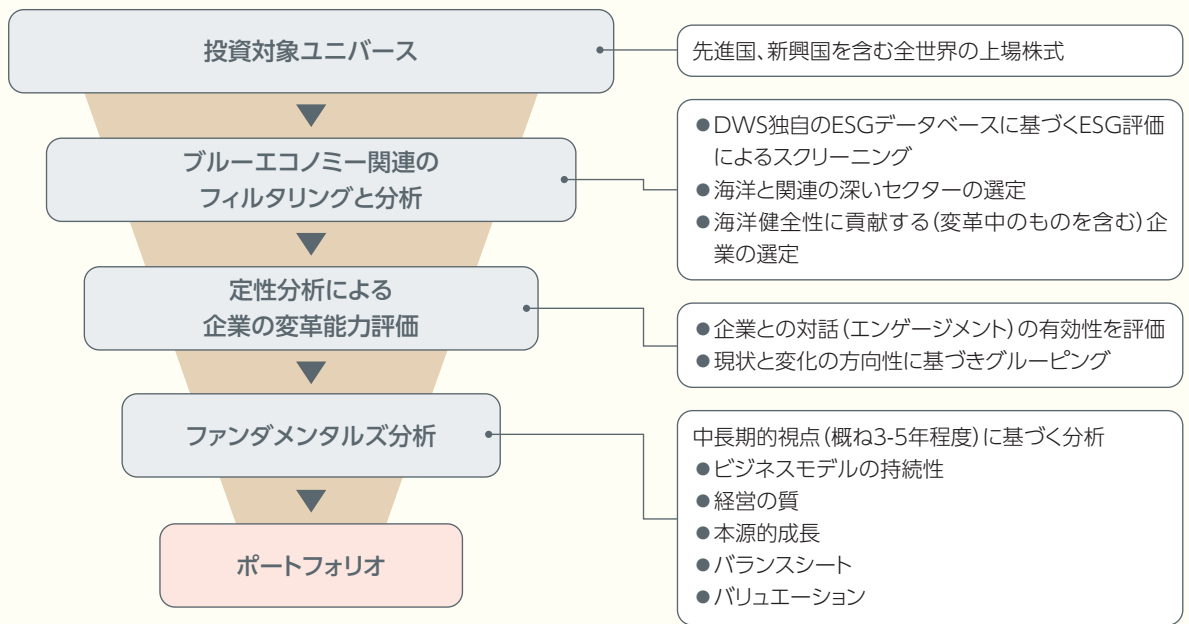 投資対象ユニバース
先進国、新興国を含む全世界の上場株式
ブルーエコノミー関連の
フィルタリングと分析
●DWS独自のESGデータベースに基づくESG評価
によるスクリーニング
●海洋と関連の深いセクターの選定
●海洋健全性に貢献する(変革中のものを含む)企
業の選定
定性分析による
企業の変革能力評価
●企業との対話(エンゲージメント)の有効性を評価
●現状と変化の方向性に基づきグルーピング
ファンダメンタルズ分析
中長期的視点(概ね3-5年程度)に基づく分析
●ビジネスモデルの持続性
●経営の質
●本源的成長
●バランスシート
●バリュエーション
ポートフォリオ